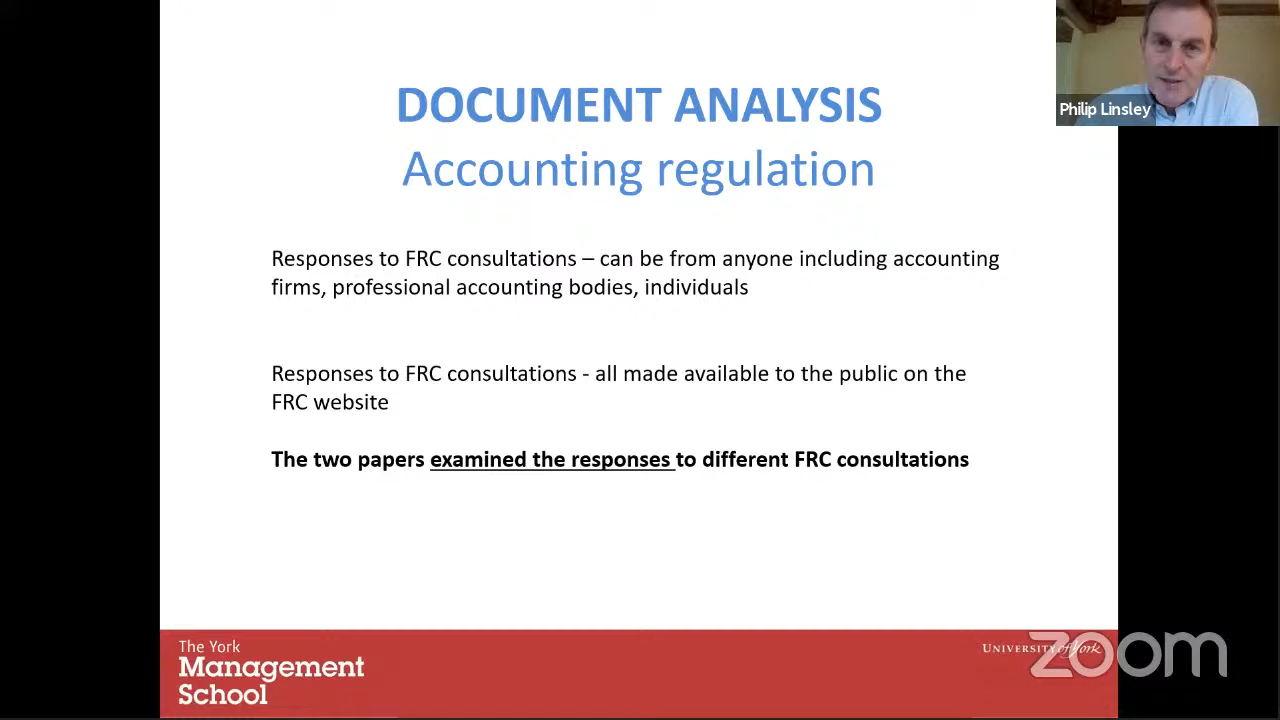 DOCUMENT ANALYSIS
Accounting regulation
Philip Linsley
Responses to FRC consultations – can be from anyone including accounting
firms, professional accounting bodies, individuals
Responses to FRC consultations - all made available to the public on the
FRC website
The two papers examined the responses to different FRC consultations
The York
Management
School
UNIVERSITY of York
zoom